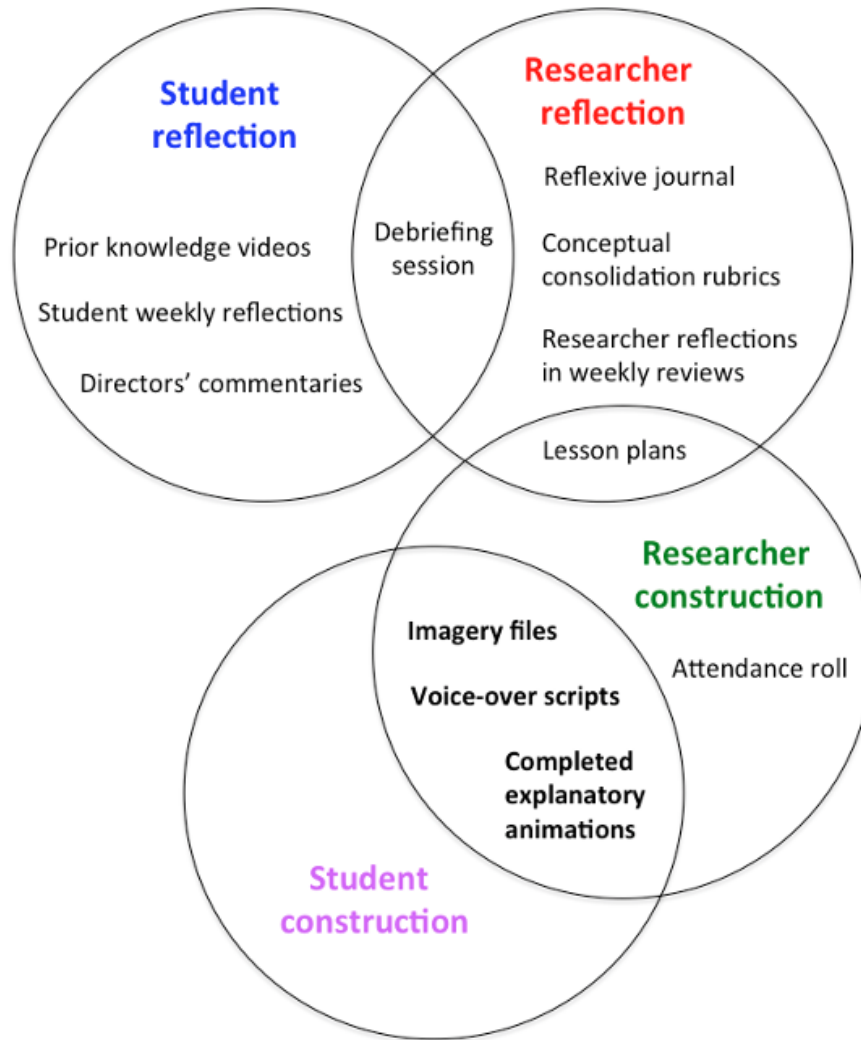 Student
reflection
Prior knowledge videos
Student weekly reflections
Directors’ commentaries
Debriefing
session
Researcher
reflection
Reflexive journal
Conceptual
consolidation rubrics
Researcher reflections
in weekly reviews
Lesson plans
Researcher
construction
Attendance roll
Imagery files
Voice-over scripts
Completed
explanatory
animations
Student
construction